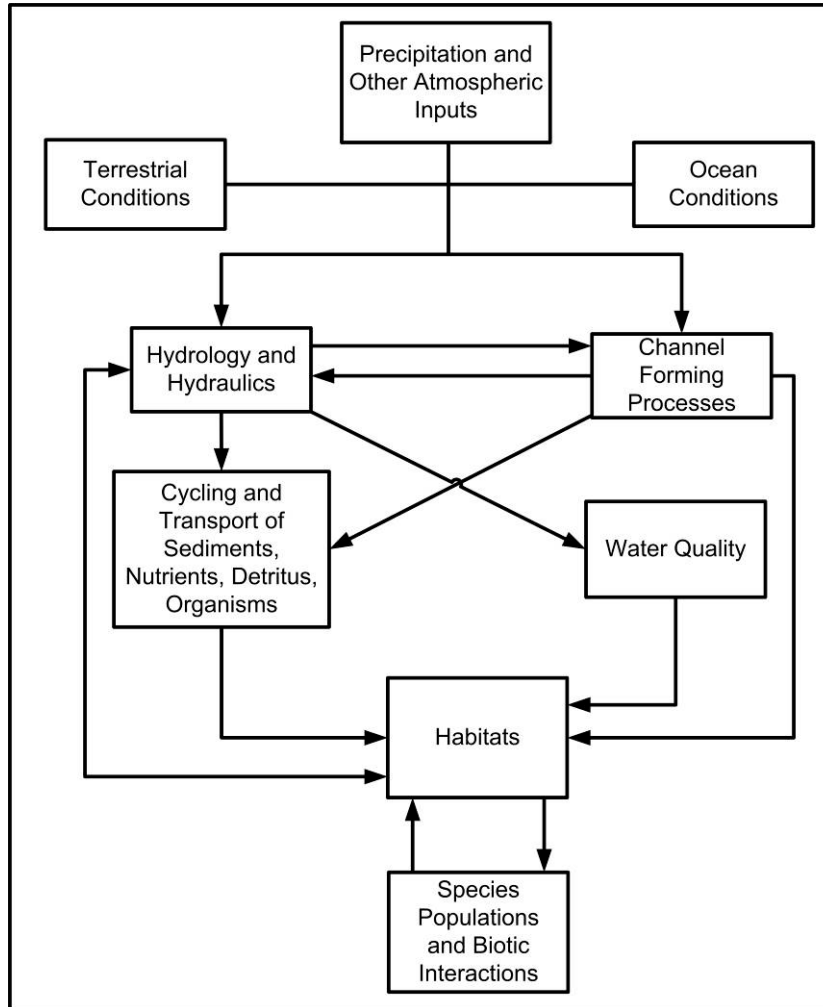 Precipitation and
Other Atmospheric
Inputs
Terrestrial
Conditions
Ocean
Conditions
Hydrology and
Hydraulics
Channel
Forming
Processes
Cycling and
Transport of
Sediments,
Nutrients, Detritus,
Organisms
Water Quality
Habitats
Species
Populations
and Biotic
Interactions